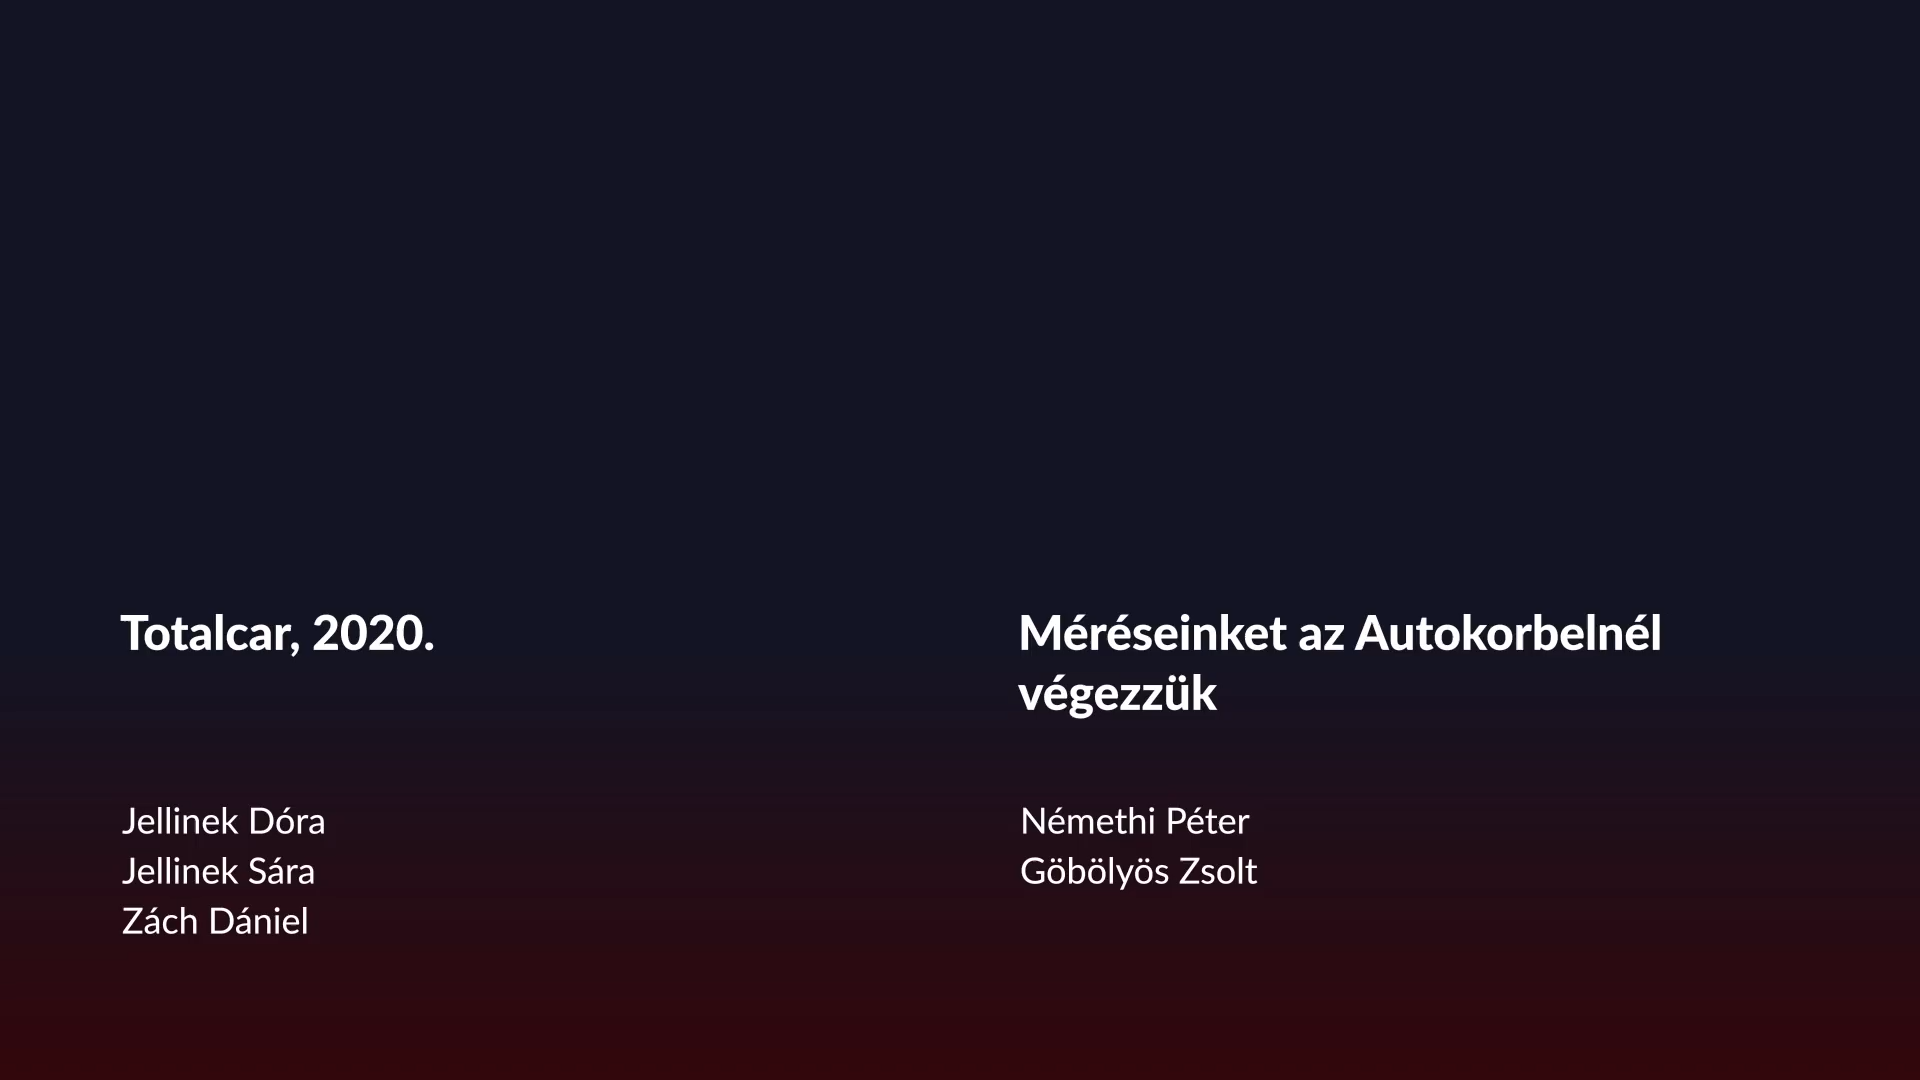 Totalcar, 2020.
Jellinek Dóra
Jellinek Sára
Zách Dániel
Méréseinket az Autokorbelnél
végezzük
Némethi Péter
Göbölyös Zsolt